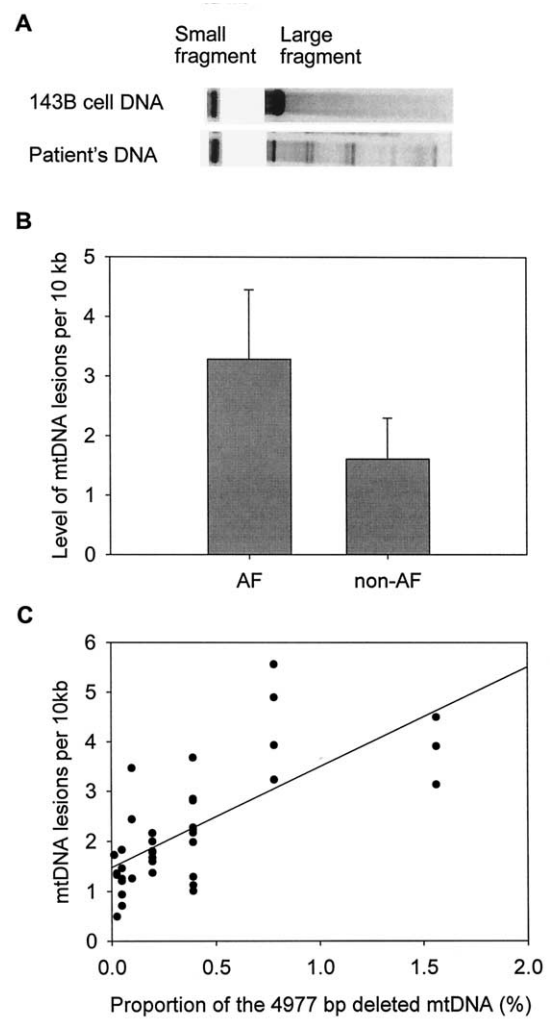 A
Small fragment
Large fragment
143B cell DNA
Patient's DNA
B
Level of mtDNA lesions per 10 kb
5
4
3
2
1
0
AF
non-AF
C
mtDNA lesions per 10kb
6
5
4
3
2
1
0
0.0
0.5
1.0
1.5
2.0
Proportion of the 4977 bp deleted mtDNA (%)